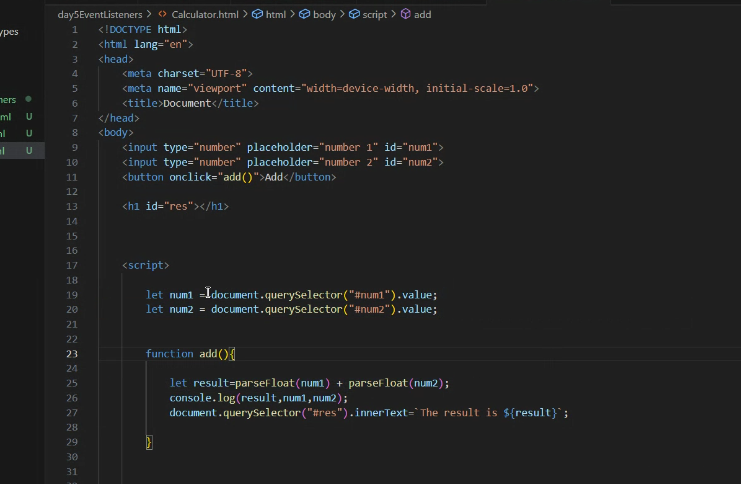 day5EventListeners > <> Calculator.html > html > body > script > add
ypes
1 <!DOCTYPE html>
2 <html lang="en">
3 <head>
4 <meta charset="UTF-8">
5 <meta name="viewport" content="width=device-width, initial-scale=1.0">
6 <title>Document</title>
7 </head>
ners
8 <body>
ml U
9 <input type="number" placeholder="number 1" id="num1">
l U
10 <input type="number" placeholder="number 2" id="num2">
l U
11 <button onclick="add()">Add</button>
12
13 <h1 id="res"></h1>
14
15
16
17 <script>
18
19 let num1 = document.querySelector("#num1").value;
20 let num2 = document.querySelector("#num2").value;
21
22
23 function add(){
24
25 let result=parseFloat(num1) + parseFloat(num2);
26 console.log(result,num1,num2);
27 document.querySelector("#res").innerText=`The result is ${result}`;
28
29 }
30
31